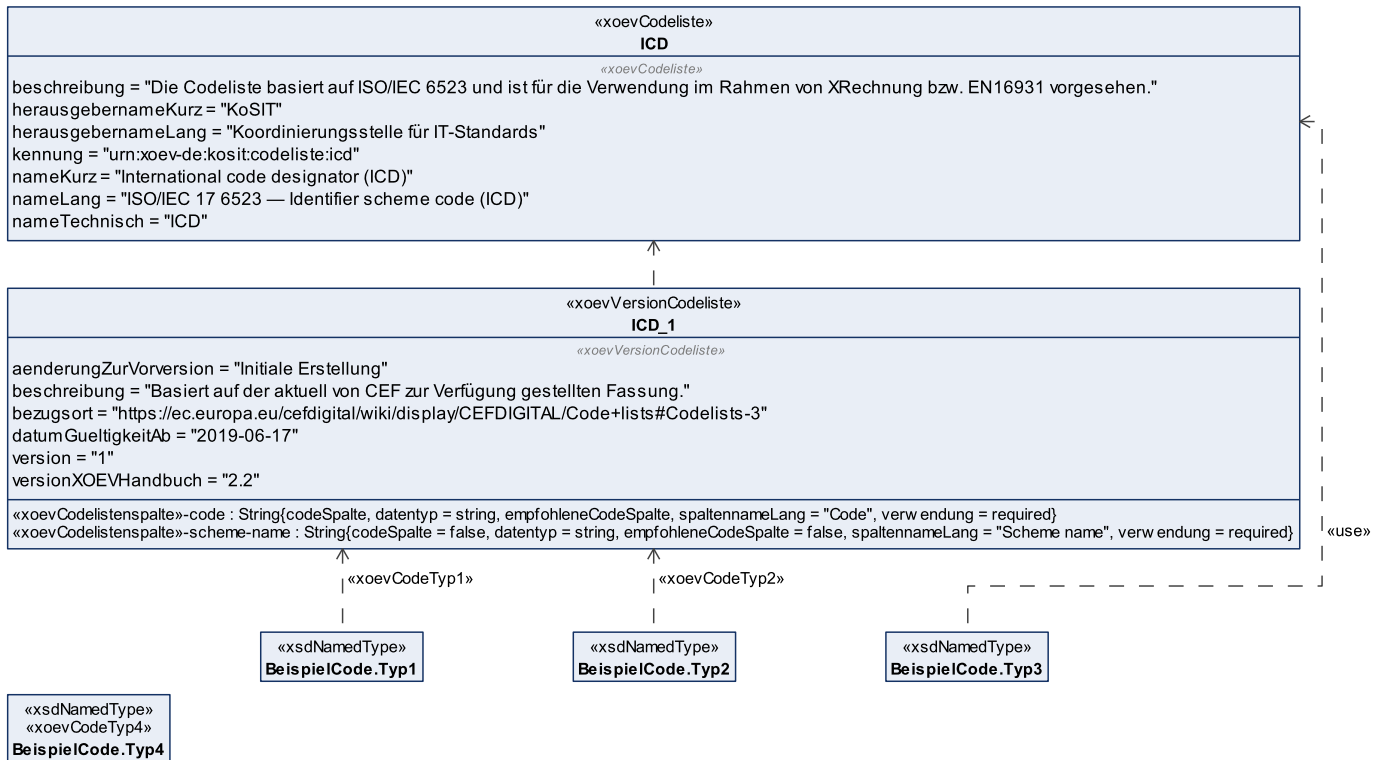 «xoevCodeliste»
ICD
«xoevCodeliste»
beschreibung = "Die Codeliste basiert auf ISO/IEC 6523 und ist für die Verwendung im Rahmen von XRechnung bzw. EN16931 vorgesehen."
herausgebernameKurz = "KoSIT"
herausgebernameLang = "Koordinierungsstelle für IT-Standards"
kennung = "urn:xoev-de:kosit:codeliste:icd"
nameKurz = "International code designator (ICD)"
nameLang = "ISO/IEC 17 6523 — Identifier scheme code (ICD)"
nameTechnisch = "ICD"
«xoevVersionCodeliste»
ICD_1
«xoevVersionCodeliste»
aenderungZurVorversion = "Initiale Erstellung"
beschreibung = "Basiert auf der aktuell von CEF zur Verfügung gestellten Fassung."
bezugsort = "https://ec.europa.eu/cefdigital/wiki/display/CEFDIGITAL/Code+lists#Codelists-3"
datumGueltigkeitAb = "2019-06-17"
version = "1"
versionXOEVHandbuch = "2.2"
«xoevCodelistenspalte»-code : String{codeSpalte, datentyp = string, empfohleneCodeSpalte, spaltennameLang = "Code", verwendung = required}
«xoevCodelistenspalte»-scheme-name : String{codeSpalte = false, datentyp = string, empfohleneCodeSpalte = false, spaltennameLang = "Scheme name", verwendung = required}
«use»
«xoevCodeTyp1»
«xoevCodeTyp2»
«xsdNamedType»
BeispielCode.Typ1
«xsdNamedType»
BeispielCode.Typ2
«xsdNamedType»
BeispielCode.Typ3
«xsdNamedType»
«xoevCodeTyp4»
BeispielCode.Typ4